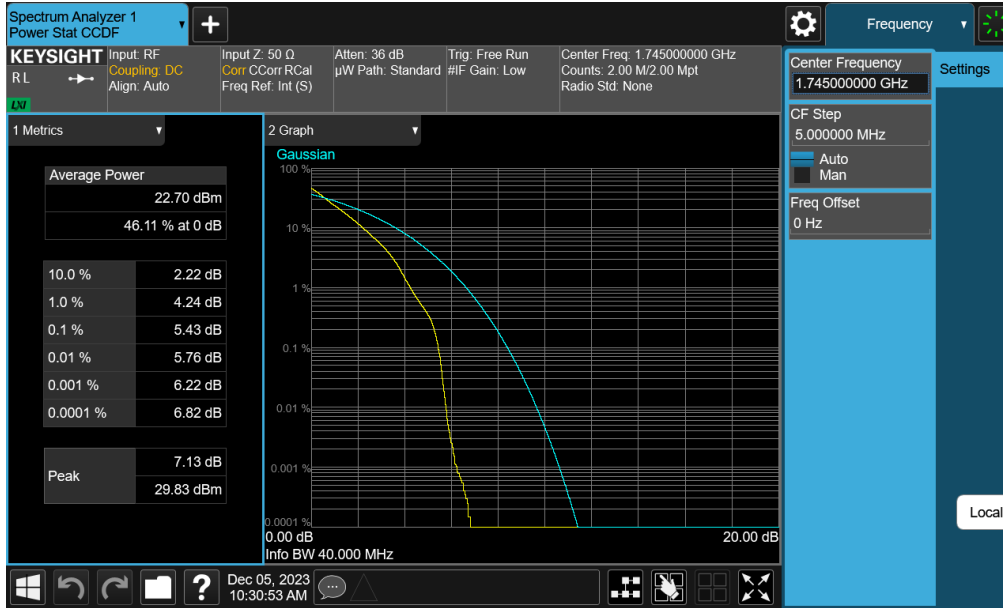 Spectrum Analyzer 1
Power Stat CCDF
Frequency
KEYSIGHT
R L
LXI
Input: RF
Coupling: DC
Align: Auto
Input Z: 50 Ω
Corr CCorr RCal
Freq Ref: Int (S)
Atten: 36 dB
µW Path: Standard
Trig: Free Run
#IF Gain: Low
Center Freq: 1.745000000 GHz
Counts: 2.00 M/2.00 Mpt
Radio Std: None
Center Frequency
1.745000000 GHz
Settings
CF Step
5.000000 MHz
Auto
Man
Freq Offset
0 Hz
1 Metrics
Average Power
22.70 dBm
46.11 % at 0 dB
10.0 % 2.22 dB
1.0 % 4.24 dB
0.1 % 5.43 dB
0.01 % 5.76 dB
0.001 % 6.22 dB
0.0001 % 6.82 dB
Peak
7.13 dB
29.83 dBm
2 Graph
Gaussian
100 %
10 %
1 %
0.1 %
0.01 %
0.001 %
0.0001 %
0.00 dB
20.00 dB
Info BW 40.000 MHz
Local
?
Dec 05, 2023
10:30:53 AM